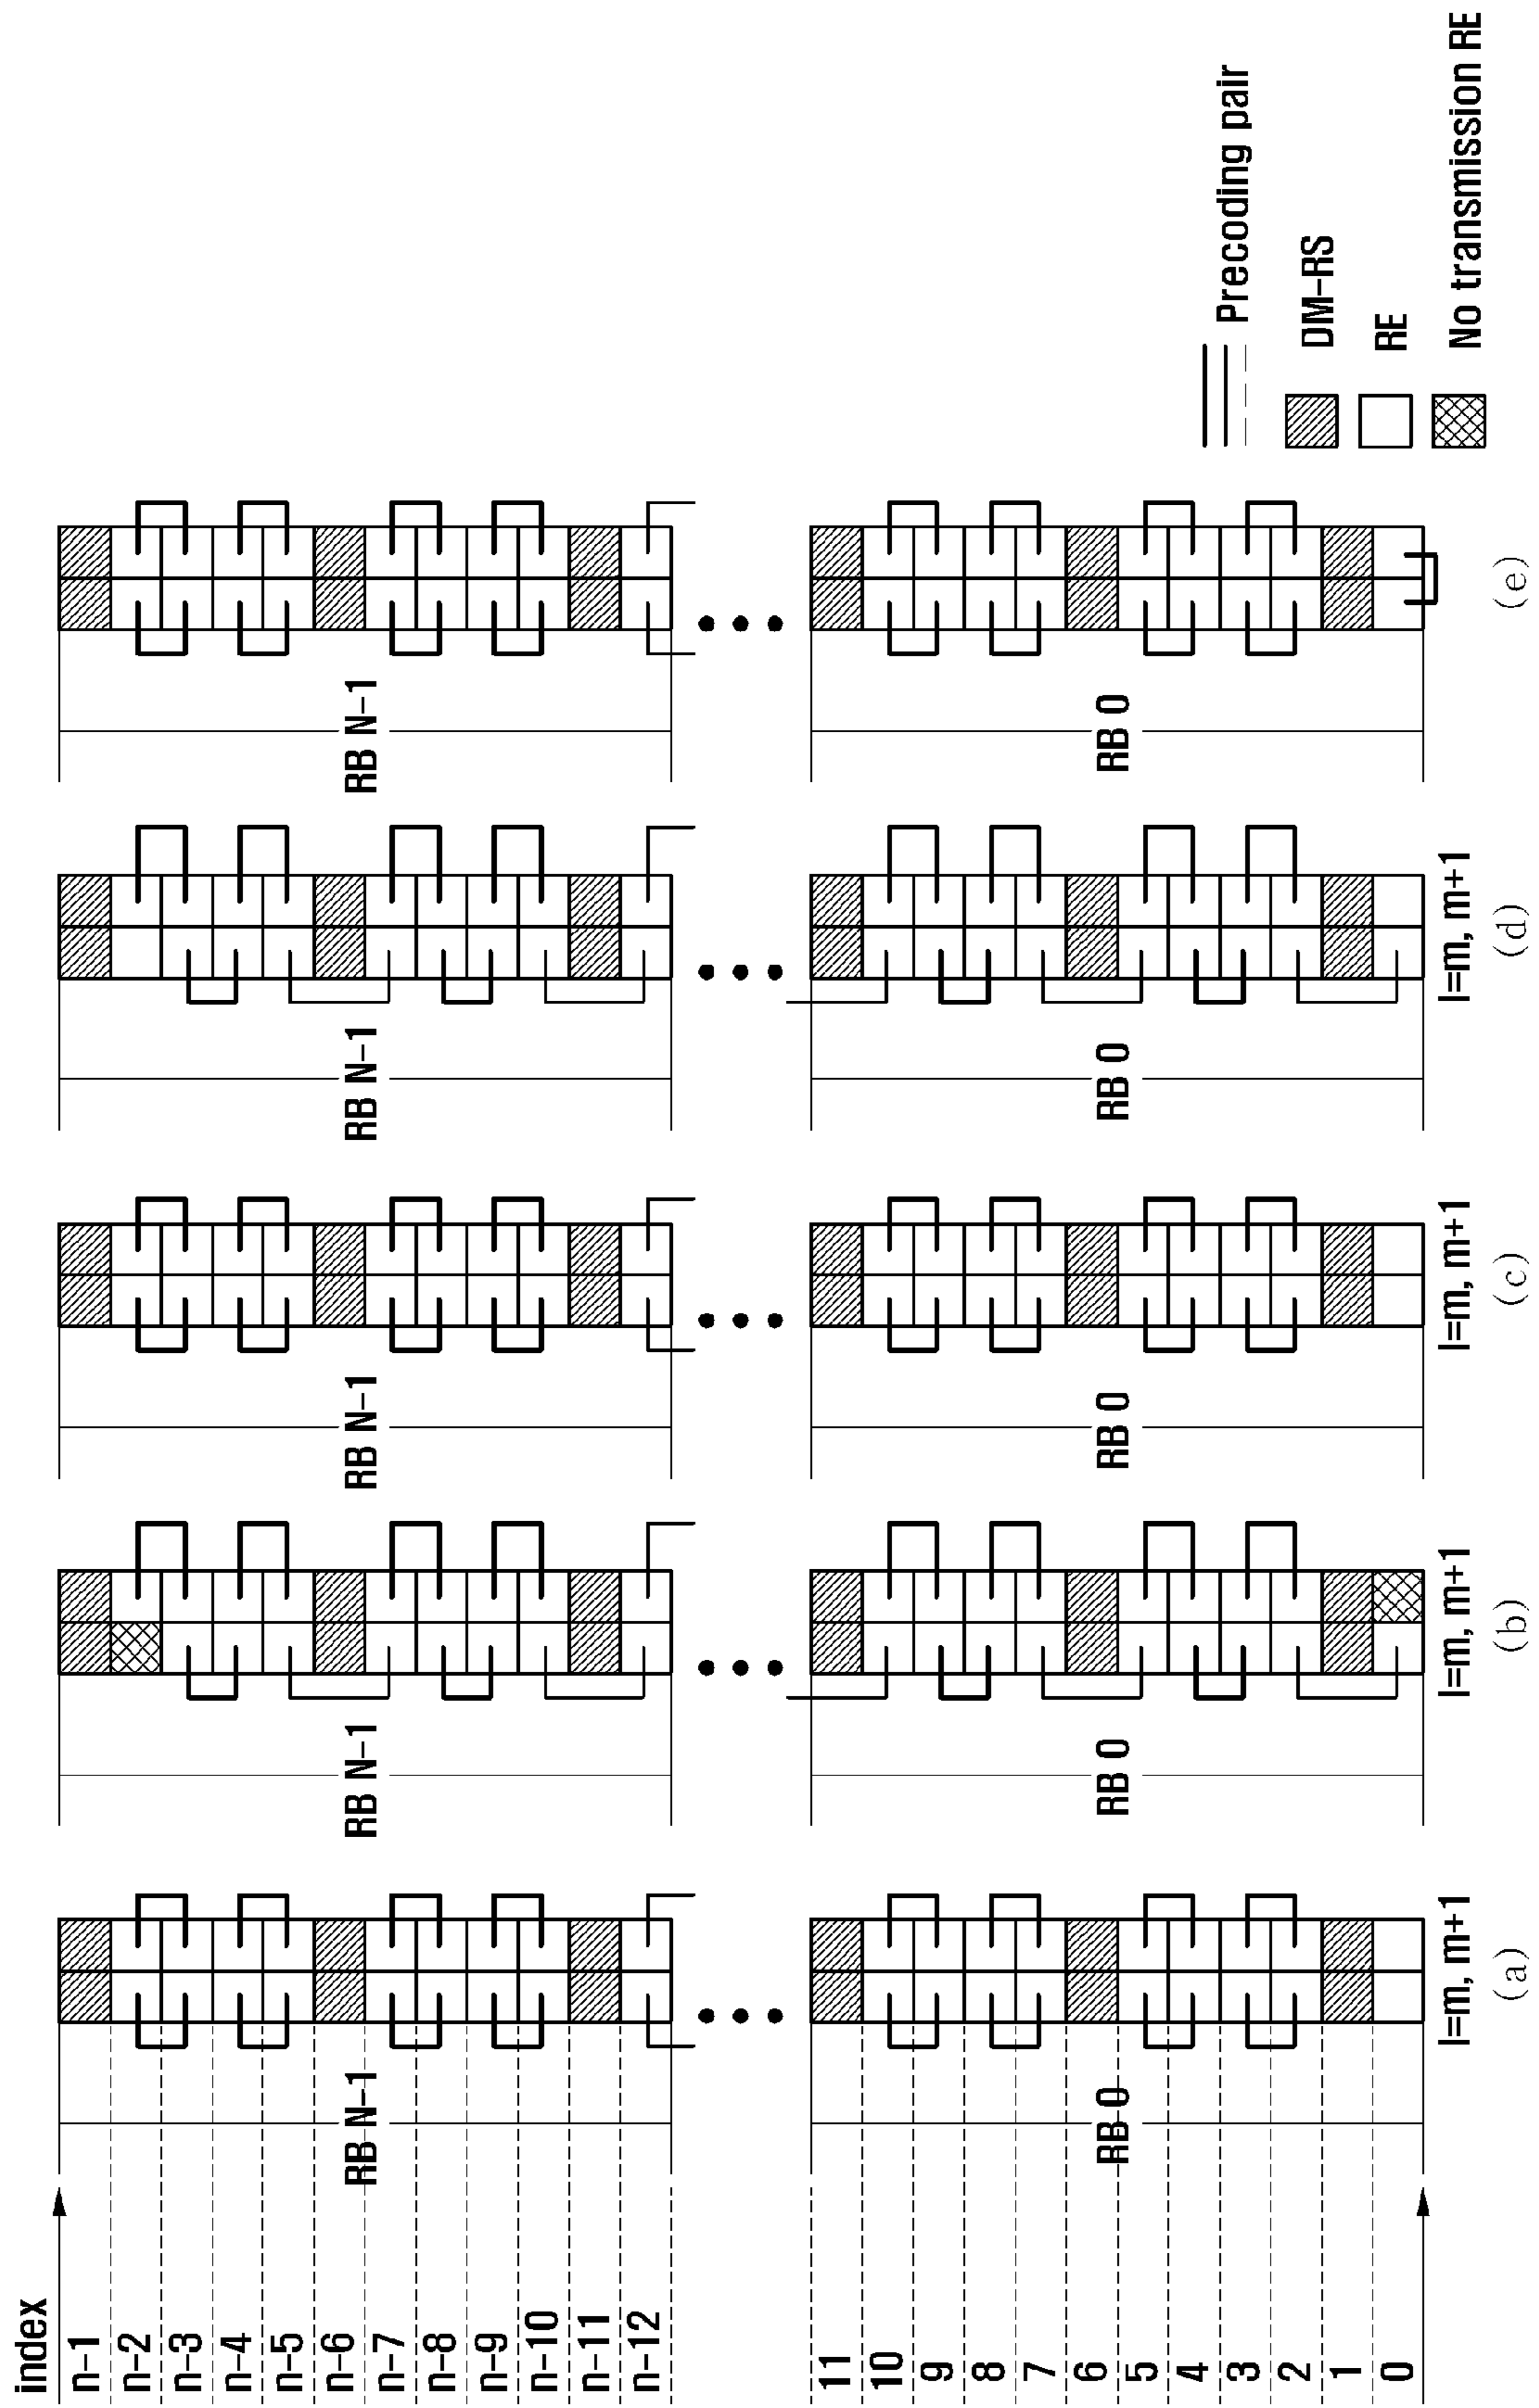 index
n-1
n-2
n-3
n-4
n-5
n-6
n-7
n-8
n-9
n-10
n-11
n-12
11
10
9
8
7
6
5
4
3
2
1
0
RB N-1
RB 0
l=m, m+1
(a)
RB N-1
RB 0
l=m, m+1
(b)
RB N-1
RB 0
l=m, m+1
(c)
RB N-1
RB 0
l=m, m+1
(d)
RB N-1
RB 0
(e)
Precoding pair
DM-RS
RE
No transmission RE